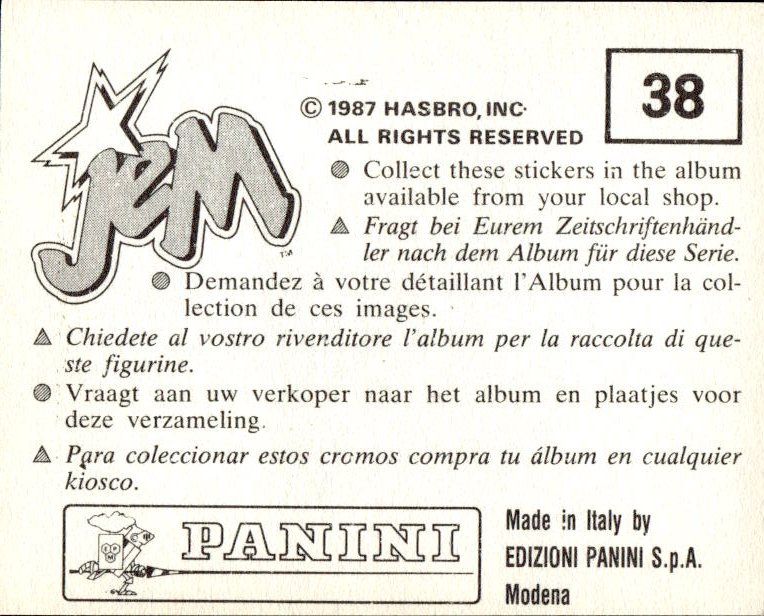 jem
TM
© 1987 HASBRO, INC.
ALL RIGHTS RESERVED
38
Collect these stickers in the album
available from your local shop.
Fragt bei Eurem Zeitschriftenhänd-
ler nach dem Album für diese Serie.
Demandez à votre détaillant l'Album pour la col-
lection de ces images.
Chiedete al vostro rivenditore l'album per la raccolta di que-
ste figurine.
Vraagt aan uw verkoper naar het album en plaatjes voor
deze verzameling.
Para coleccionar estos cromos compra tu álbum en cualquier
kiosco.
PANINI
Made in Italy by
EDIZIONI PANINI S.p.A.
Modena